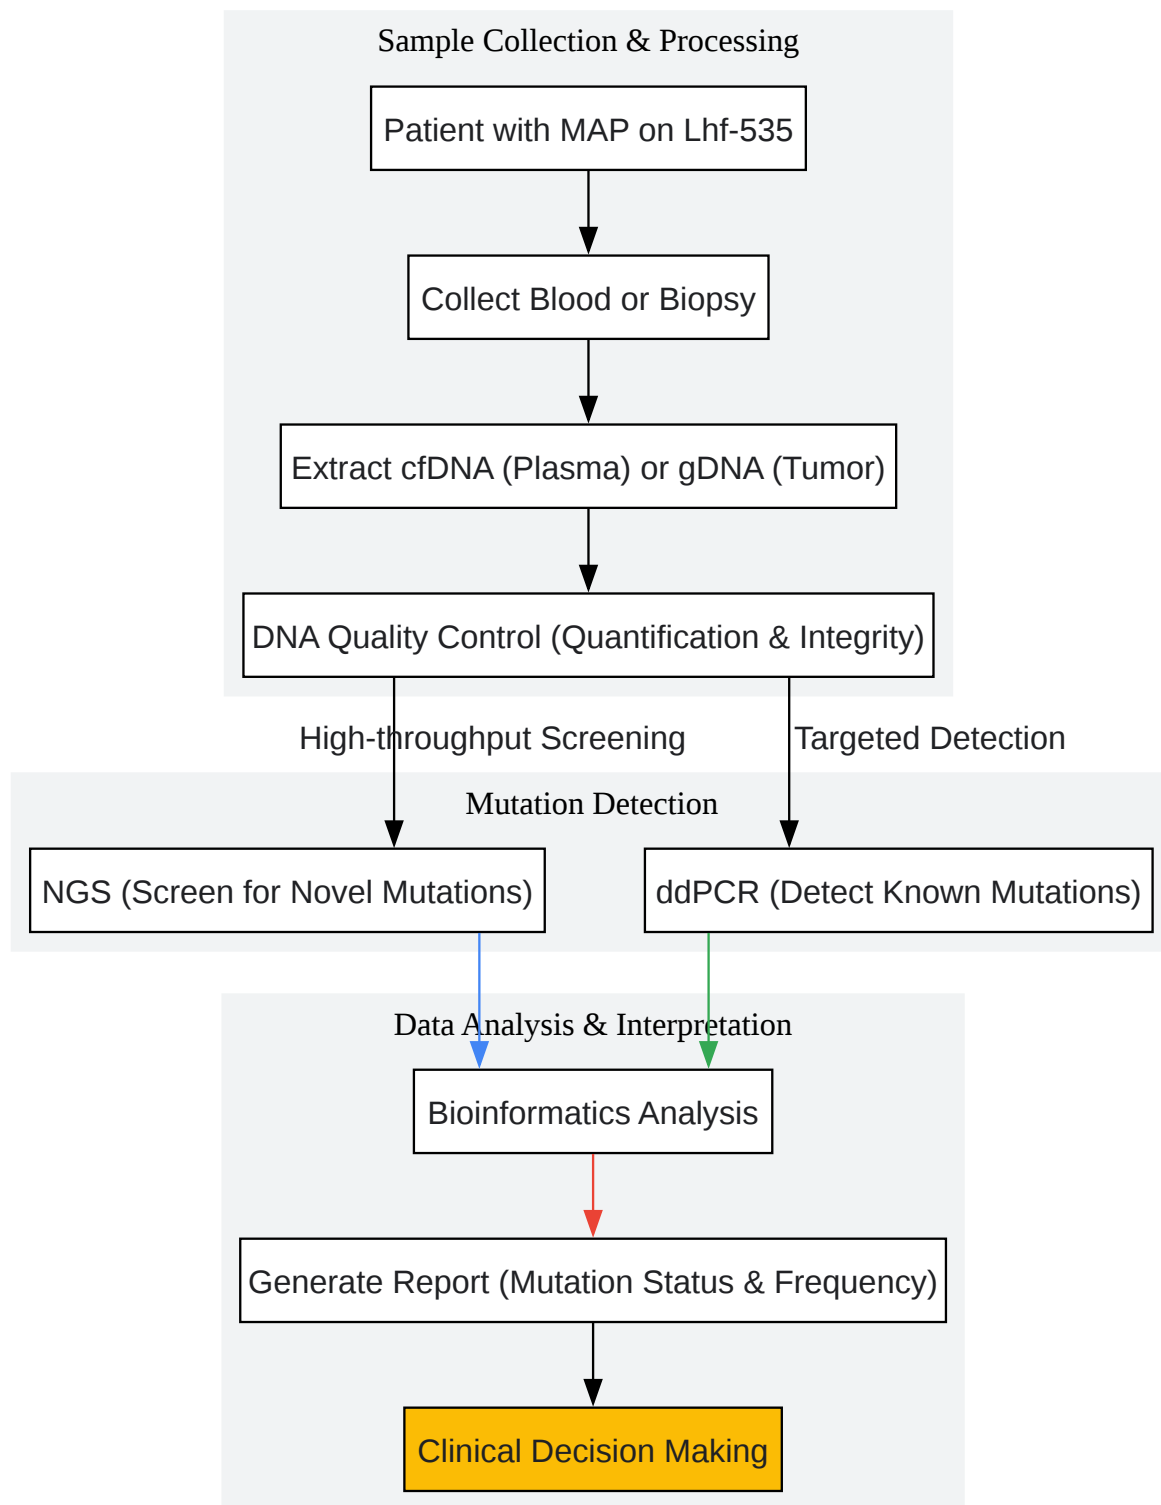 Sample Collection & Processing
Patient with MAP on Lhf-535
Collect Blood or Biopsy
Extract cfDNA (Plasma) or gDNA (Tumor)
DNA Quality Control (Quantification & Integrity)
High-throughput Screening
Targeted Detection
Mutation Detection
NGS (Screen for Novel Mutations)
ddPCR (Detect Known Mutations)
Data Analysis & Interpretation
Bioinformatics Analysis
Generate Report (Mutation Status & Frequency)
Clinical Decision Making